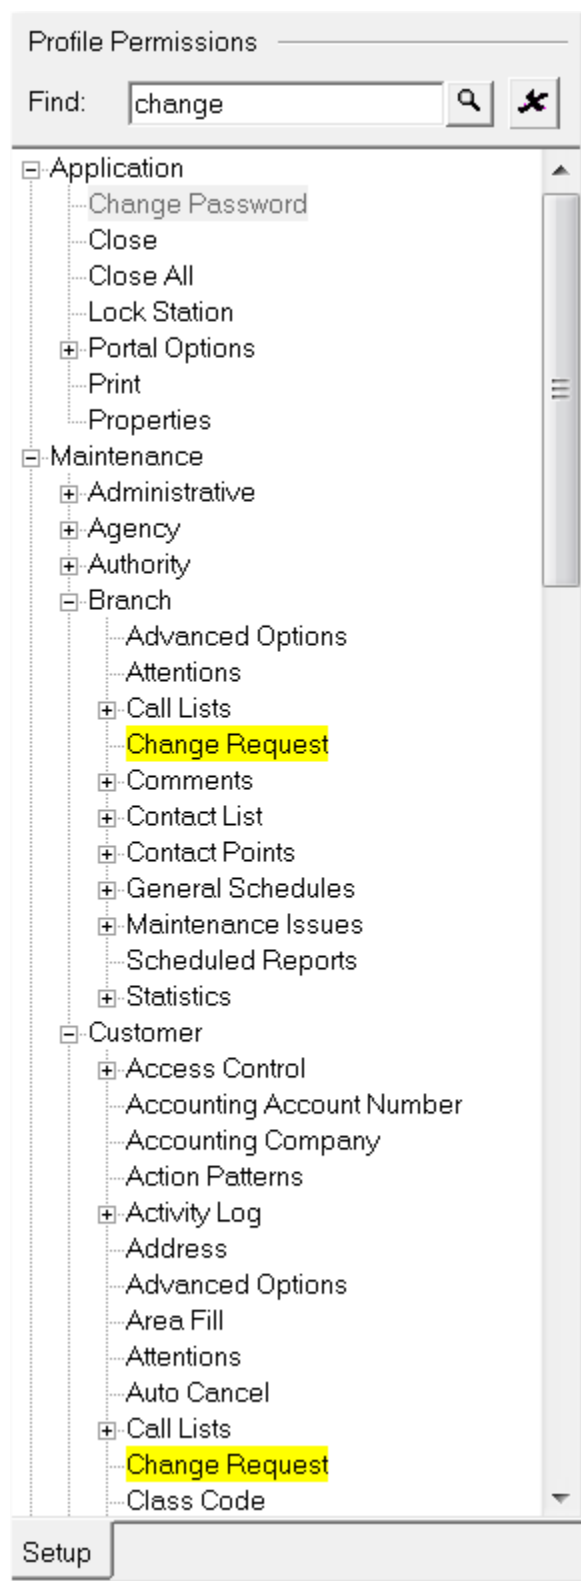 Profile Permissions
Find: change
Application
Change Password
Close
Close All
Lock Station
Portal Options
Print
Properties
Maintenance
Administrative
Agency
Authority
Branch
Advanced Options
Attentions
Call Lists
Change Request
Comments
Contact List
Contact Points
General Schedules
Maintenance Issues
Scheduled Reports
Statistics
Customer
Access Control
Accounting Account Number
Accounting Company
Action Patterns
Activity Log
Address
Advanced Options
Area Fill
Attentions
Auto Cancel
Call Lists
Change Request
Class Code
Setup